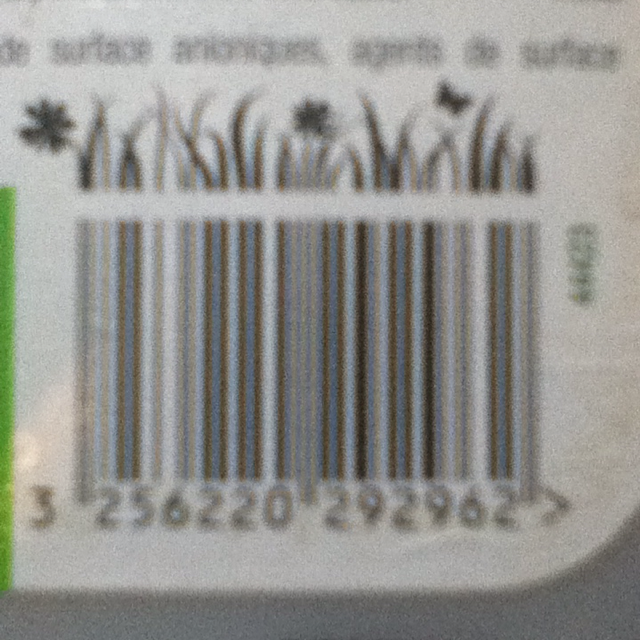 de surface anioniques, agents de surface
3 256220 292962 >